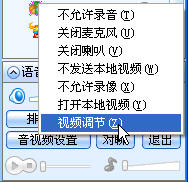 不允许录音(I)
关闭麦克风(U)
关闭喇叭(V)
不发送本地视频(W)
不允许录像(X)
打开本地视频(Y)
视频调节(Z)
语音
排
音视频设置
对聊
退出